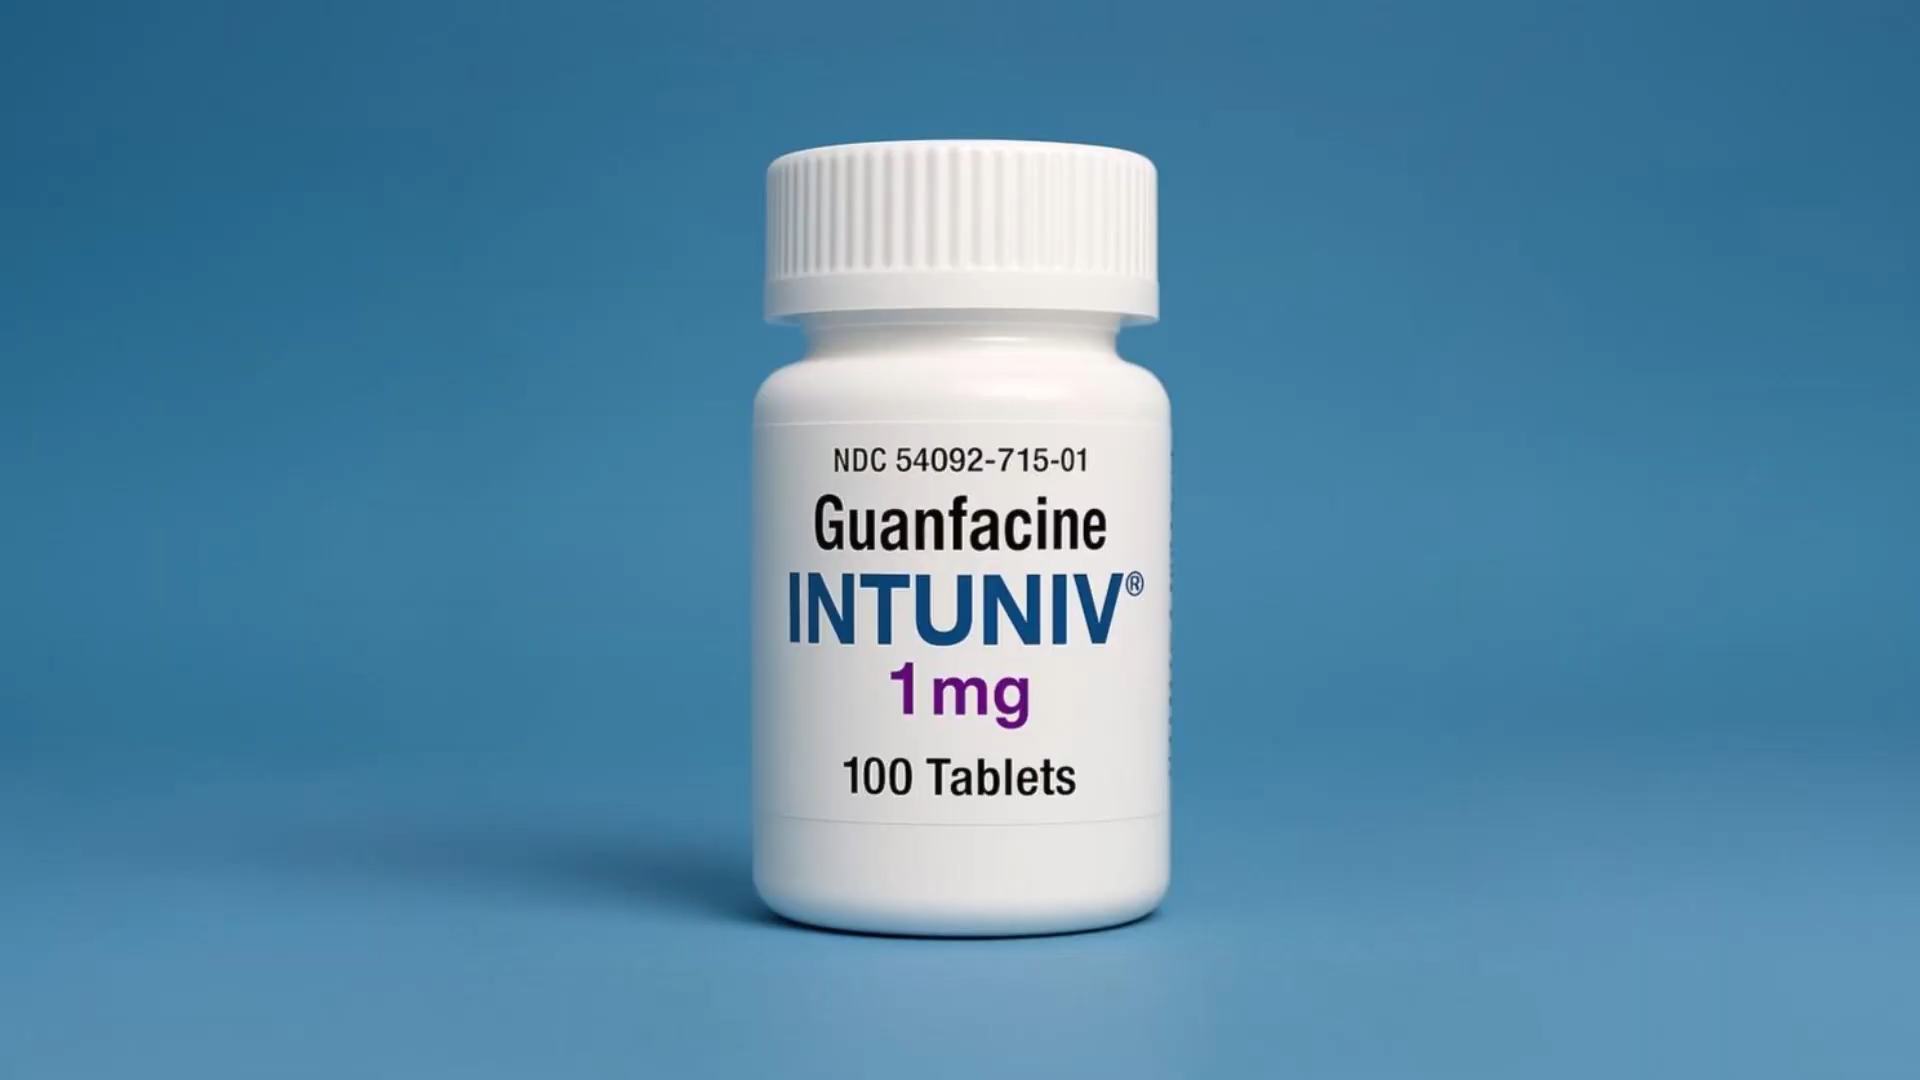 NDC 54092-715-01
Guanfacine
INTUNIV®
1 mg
100 Tablets